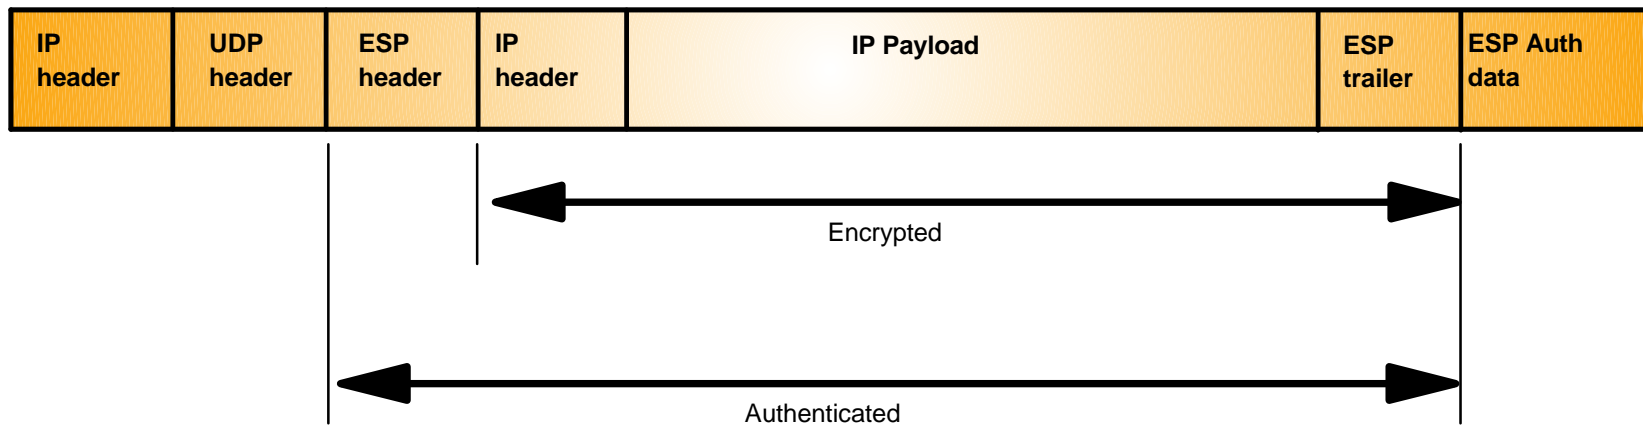 IP
header
UDP
header
ESP
header
IP
header
IP Payload
ESP
trailer
ESP Auth
data
Encrypted
Authenticated